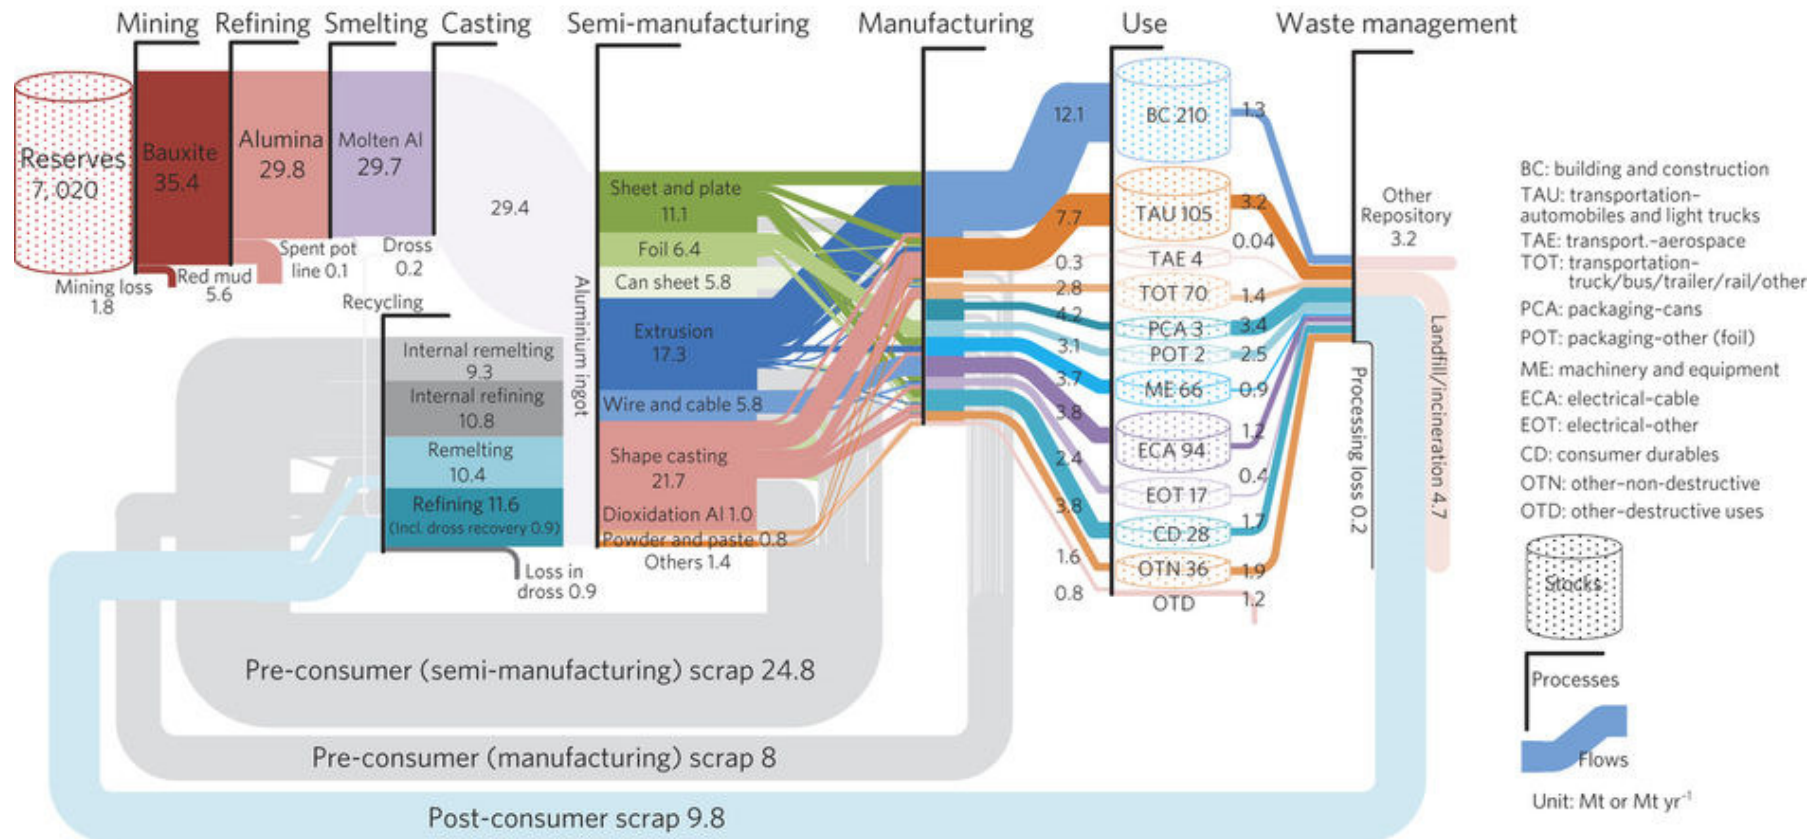 Mining
Refining
Smelting
Casting
Semi-manufacturing
Manufacturing
Use
Waste management
Reserves
7, 020
Bauxite
35.4
Alumina
29.8
Molten Al
29.7
29.4
Mining loss
1.8
Red mud
5.6
Spent pot
line 0.1
Dross
0.2
Recycling
Internal remelting
9.3
Internal refining
10.8
Remelting
10.4
Refining 11.6
(Incl. dross recovery 0.9)
Loss in
dross 0.9
Aluminium ingot
Sheet and plate
11.1
Foil 6.4
Can sheet 5.8
Extrusion
17.3
Wire and cable 5.8
Shape casting
21.7
Dioxidation Al 1.0
Powder and paste 0.8
Others 1.4
12.1
7.7
0.3
2.8
4.2
3.1
3.7
3.8
2.4
3.8
1.6
0.8
BC 210
TAU 105
TAE 4
TOT 70
PCA 3
POT 2
ME 66
ECA 94
EOT 17
CD 28
OTN 36
OTD
1.3
3.2
0.04
1.4
3.4
2.5
0.9
1.2
0.4
1.7
1.9
1.2
Other
Repository
3.2
Landfill/incineration 4.7
Processing loss 0.2
Pre-consumer (semi-manufacturing) scrap 24.8
Pre-consumer (manufacturing) scrap 8
Post-consumer scrap 9.8
BC: building and construction
TAU: transportation–
automobiles and light trucks
TAE: transport.–aerospace
TOT: transportation–
truck/bus/trailer/rail/other
PCA: packaging–cans
POT: packaging–other (foil)
ME: machinery and equipment
ECA: electrical–cable
EOT: electrical–other
CD: consumer durables
OTN: other–non-destructive
OTD: other–destructive uses
Stocks
Processes
Flows
Unit: Mt or Mt yr⁻¹